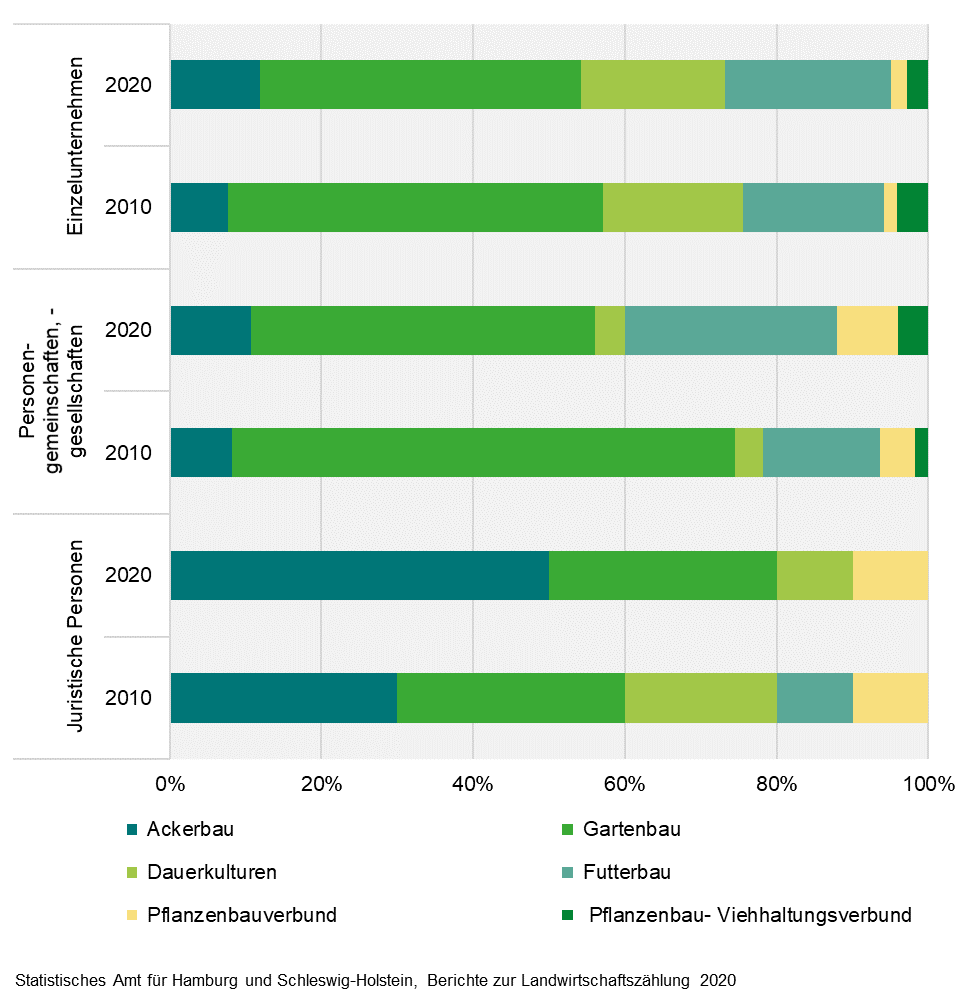 Einzelunternehmen
2020
2010
Personen-
gemeinschaften, -
gesellschaften
2020
2010
Juristische Personen
2020
2010
0% 20% 40% 60% 80% 100%
Ackerbau Gartenbau
Dauerkulturen Futterbau
Pflanzenbauverbund Pflanzenbau- Viehhaltungsverbund
Statistisches Amt für Hamburg und Schleswig-Holstein, Berichte zur Landwirtschaftszählung 2020